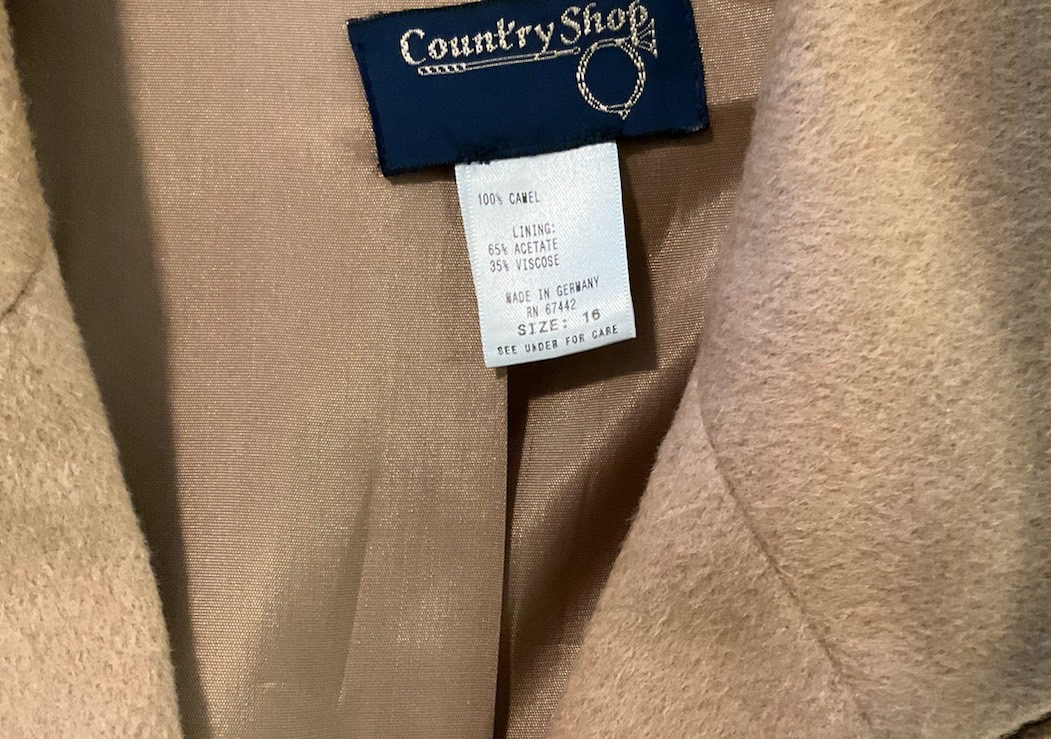 Country Shop
100% CAMEL
LINING:
65% ACETATE
35% VISCOSE
MADE IN GERMANY
RN 67442
SIZE: 16
SEE UNDER FOR CARE